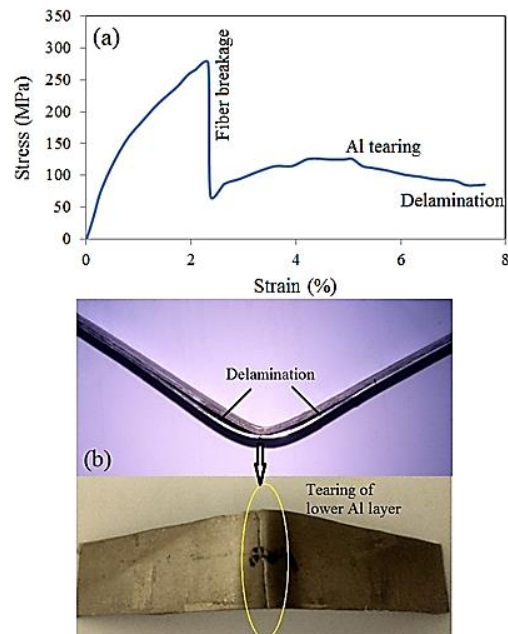 (a)
350
300
250
200
150
100
50
0
Stress (MPa)
Fiber breakage
Al tearing
Delamination
0 2 4 6 8
Strain (%)
Delamination
(b)
Tearing of
lower Al layer